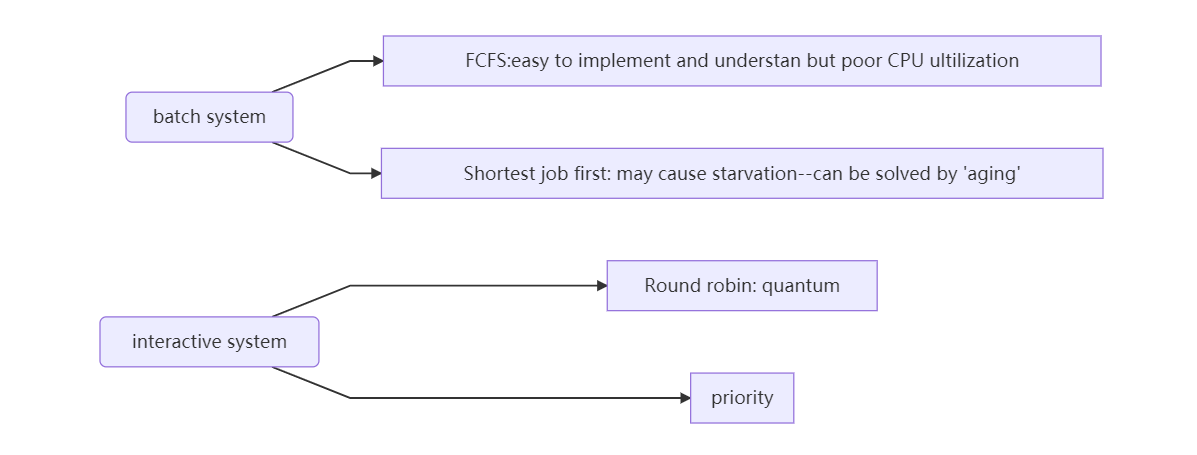 FCFS:easy to implement and understan but poor CPU ultilization
batch system
Shortest job first: may cause starvation--can be solved by 'aging'
Round robin: quantum
interactive system
priority